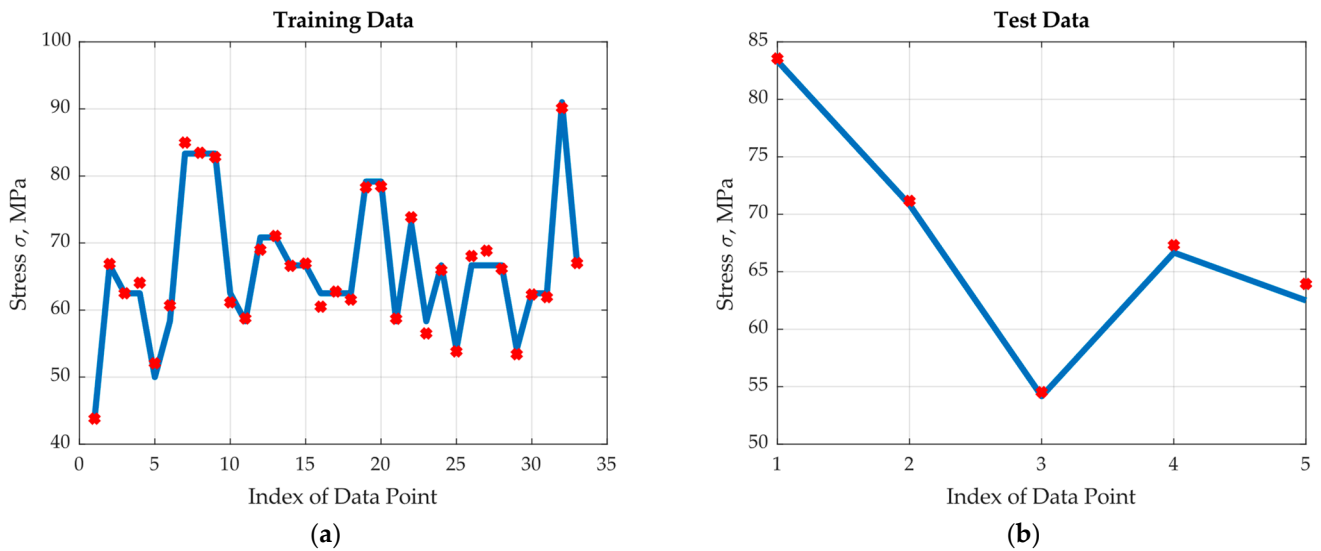 Training Data
100
90
80
70
60
50
40
0 5 10 15 20 25 30 35
Stress σ, MPa
Index of Data Point
(a)
Test Data
85
80
75
70
65
60
55
50
1 2 3 4 5
Stress σ, MPa
Index of Data Point
(b)